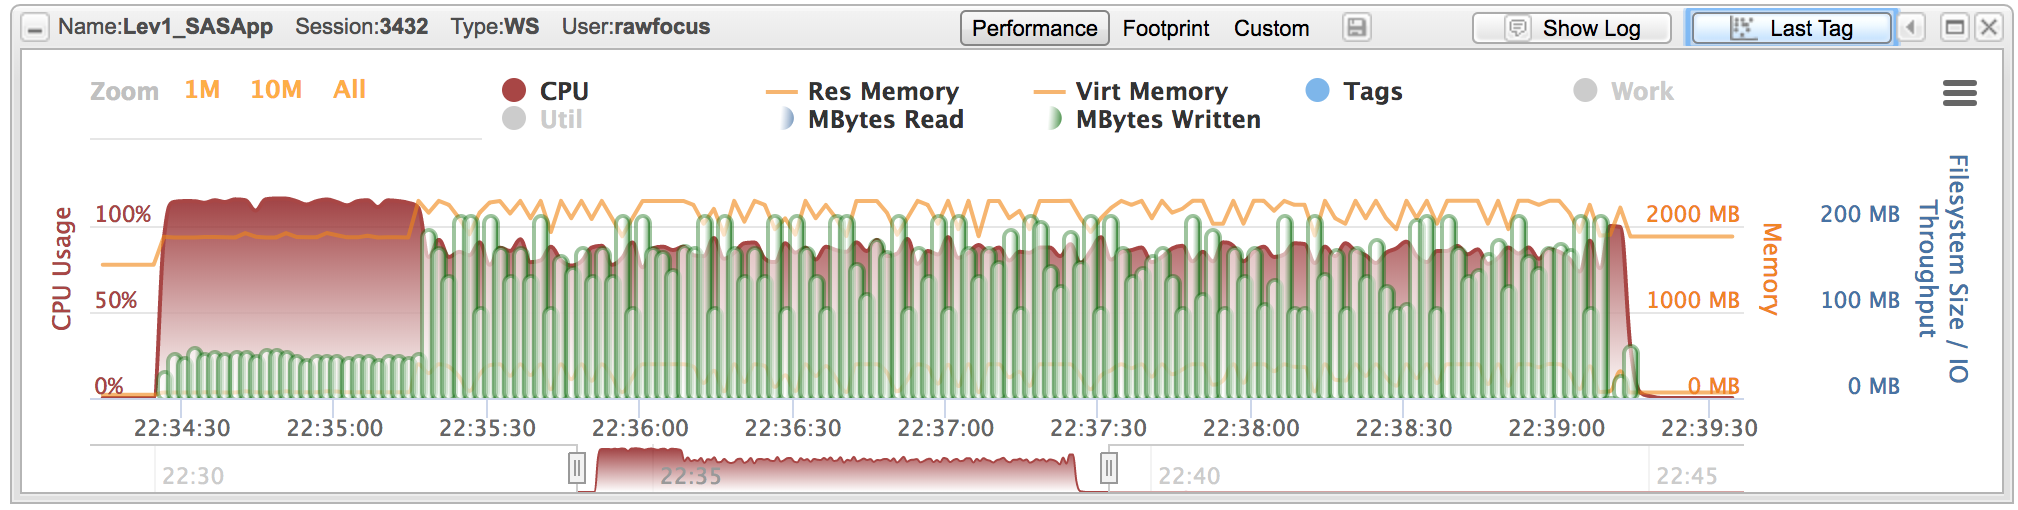 Name:Lev1_SASApp Session:3432 Type:WS User:rawfocus Performance Footprint Custom Show Log Last Tag
Zoom 1M 10M All
CPU Res Memory Virt Memory Tags Work
Util MBytes Read MBytes Written
CPU Usage
100%
50%
0%
2000 MB
1000 MB
0 MB
Memory
200 MB
100 MB
0 MB
Filesystem Size / IO
Throughput
22:34:30 22:35:00 22:35:30 22:36:00 22:36:30 22:37:00 22:37:30 22:38:00 22:38:30 22:39:00 22:39:30
22:30 22:35 22:40 22:45